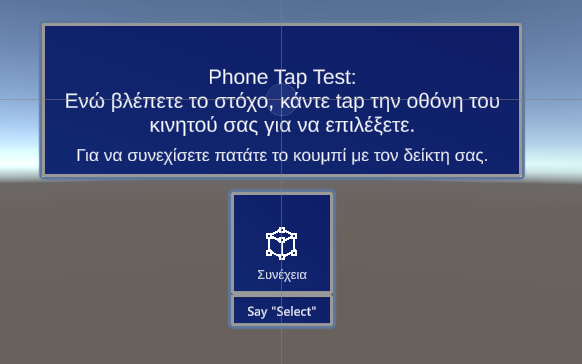 Phone Tap Test:
Ενώ βλέπετε το στόχο, κάντε tap την οθόνη του
κινητού σας για να επιλέξετε.
Για να συνεχίσετε πατάτε το κουμπί με τον δείκτη σας.
Συνέχεια
Say "Select"